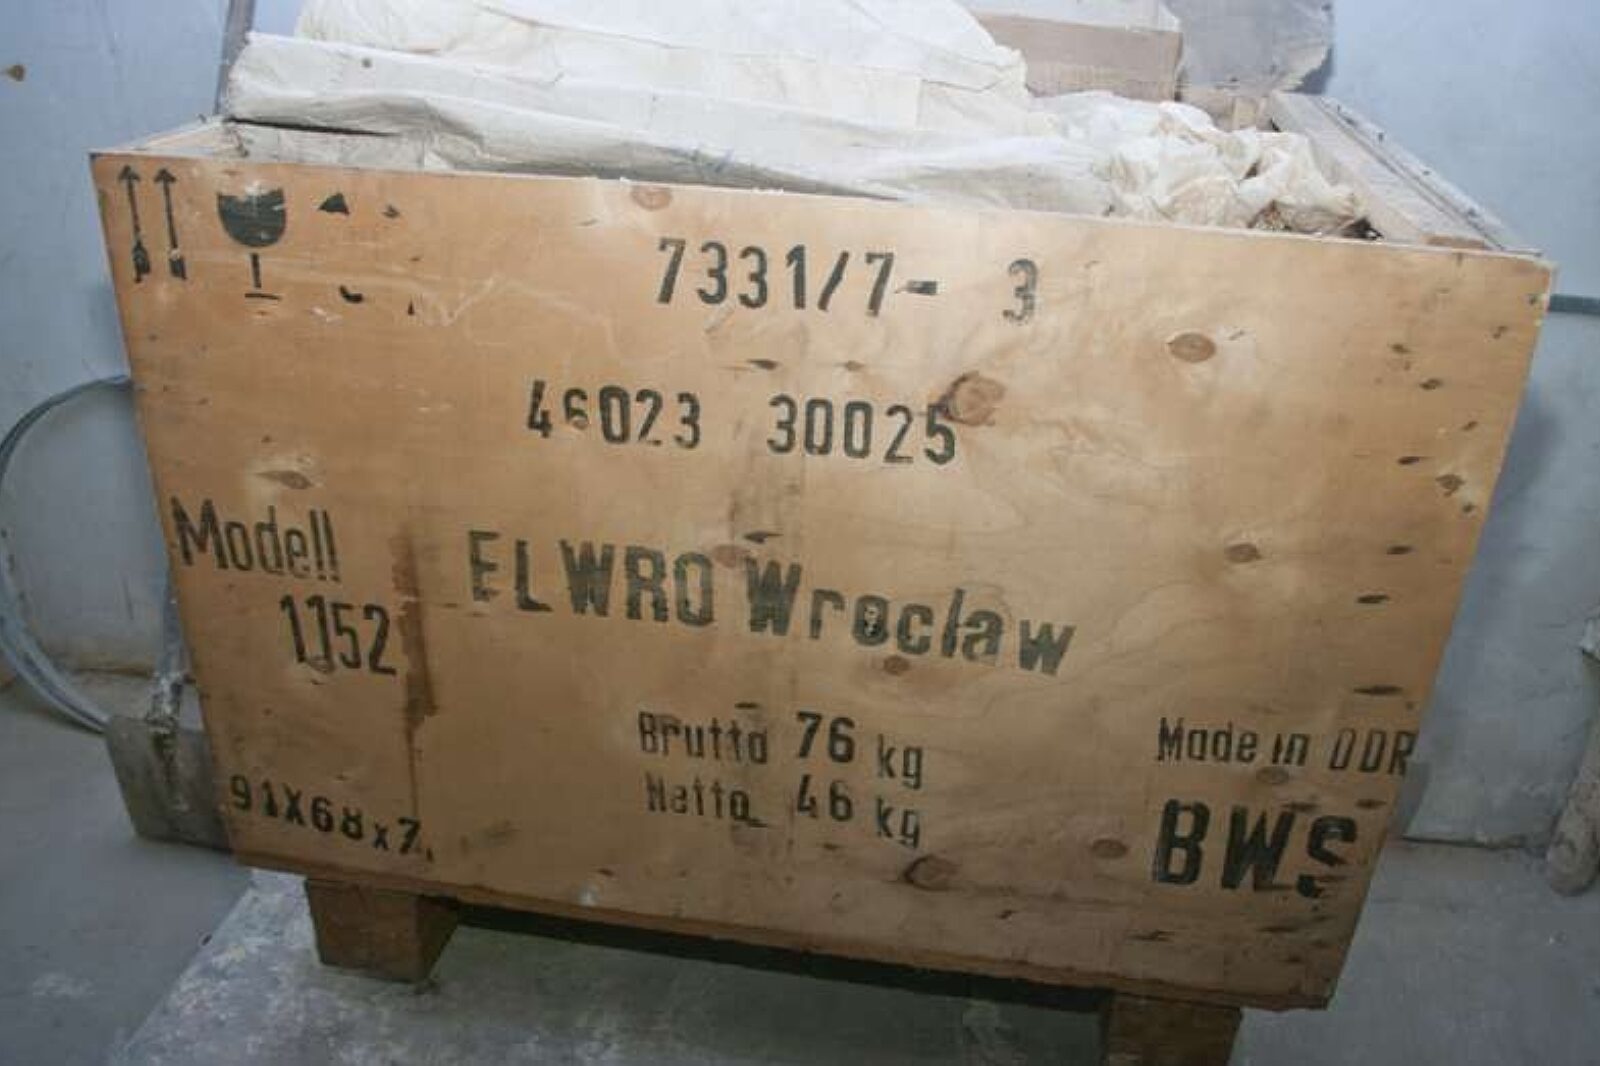 7331/7- 3
46023 30025
Modell
1152
ELWRO Wrocław
Brutto 76 kg
Netto 46 kg
Made in DDR
BWS
91X68x7